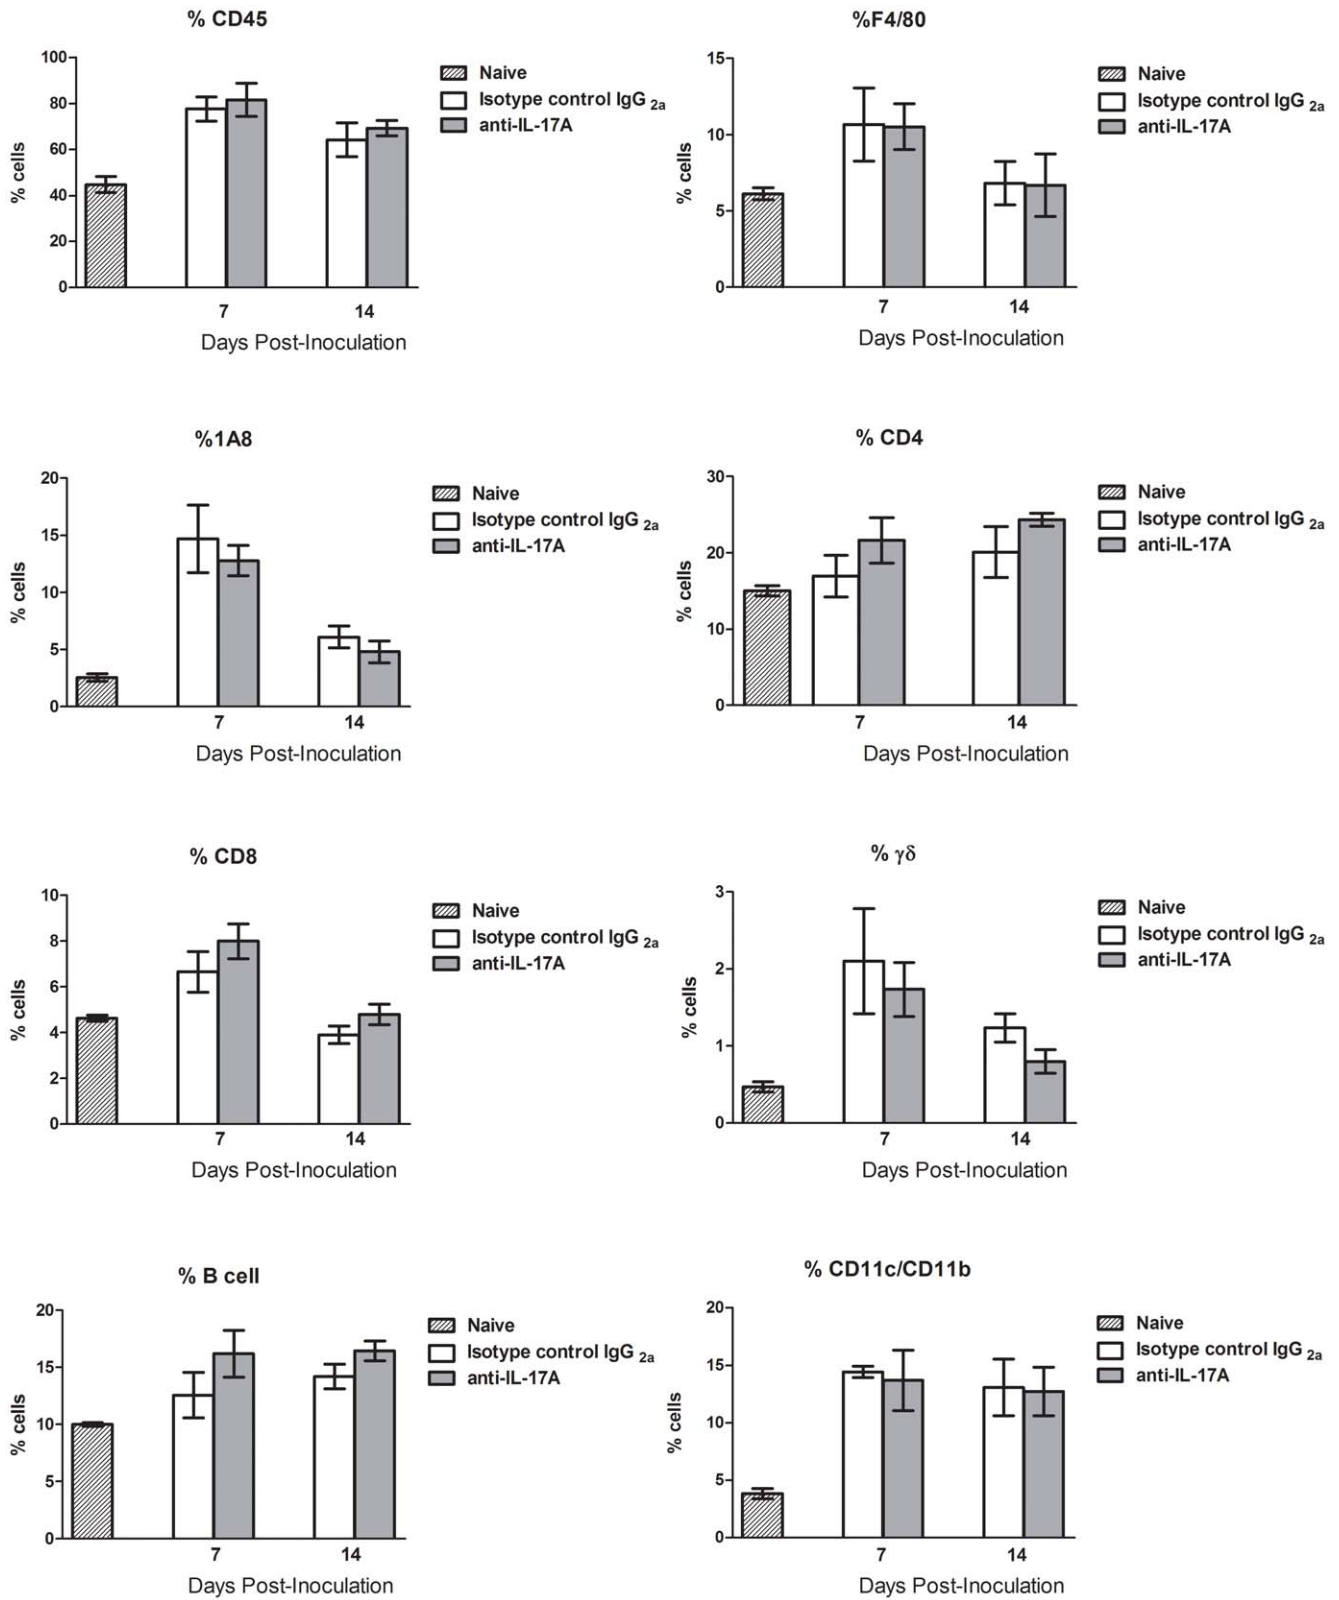 % CD45
100
80
60
40
20
0
% cells
7 14
Days Post-Inoculation
Naive
Isotype control IgG 2a
anti-IL-17A
%F4/80
15
10
5
0
% cells
7 14
Days Post-Inoculation
Naive
Isotype control IgG 2a
anti-IL-17A
%1A8
20
15
10
5
0
% cells
7 14
Days Post-Inoculation
Naive
Isotype control IgG 2a
anti-IL-17A
% CD4
30
20
10
0
% cells
7 14
Days Post-Inoculation
Naive
Isotype control IgG 2a
anti-IL-17A
% CD8
10
8
6
4
2
0
% cells
7 14
Days Post-Inoculation
Naive
Isotype control IgG 2a
anti-IL-17A
% γδ
3
2
1
0
% cells
7 14
Days Post-Inoculation
Naive
Isotype control IgG 2a
anti-IL-17A
% B cell
20
15
10
5
0
% cells
7 14
Days Post-Inoculation
Naive
Isotype control IgG 2a
anti-IL-17A
% CD11c/CD11b
20
15
10
5
0
% cells
7 14
Days Post-Inoculation
Naive
Isotype control IgG 2a
anti-IL-17A